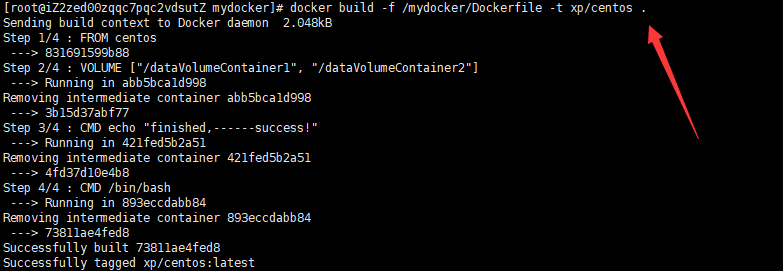 [root@iZ2zed00zqqc7pqc2vdsutZ mydocker]# docker build -f /mydocker/Dockerfile -t xp/centos .
Sending build context to Docker daemon  2.048kB
Step 1/4 : FROM centos
 ---> 831691599b88
Step 2/4 : VOLUME ["/dataVolumeContainer1", "/dataVolumeContainer2"]
 ---> Running in abb5bca1d998
Removing intermediate container abb5bca1d998
 ---> 3b15d37abf77
Step 3/4 : CMD echo "finished,------success!"
 ---> Running in 421fed5b2a51
Removing intermediate container 421fed5b2a51
 ---> 4fd37d10e4b8
Step 4/4 : CMD /bin/bash
 ---> Running in 893eccdabb84
Removing intermediate container 893eccdabb84
 ---> 73811ae4fed8
Successfully built 73811ae4fed8
Successfully tagged xp/centos:latest